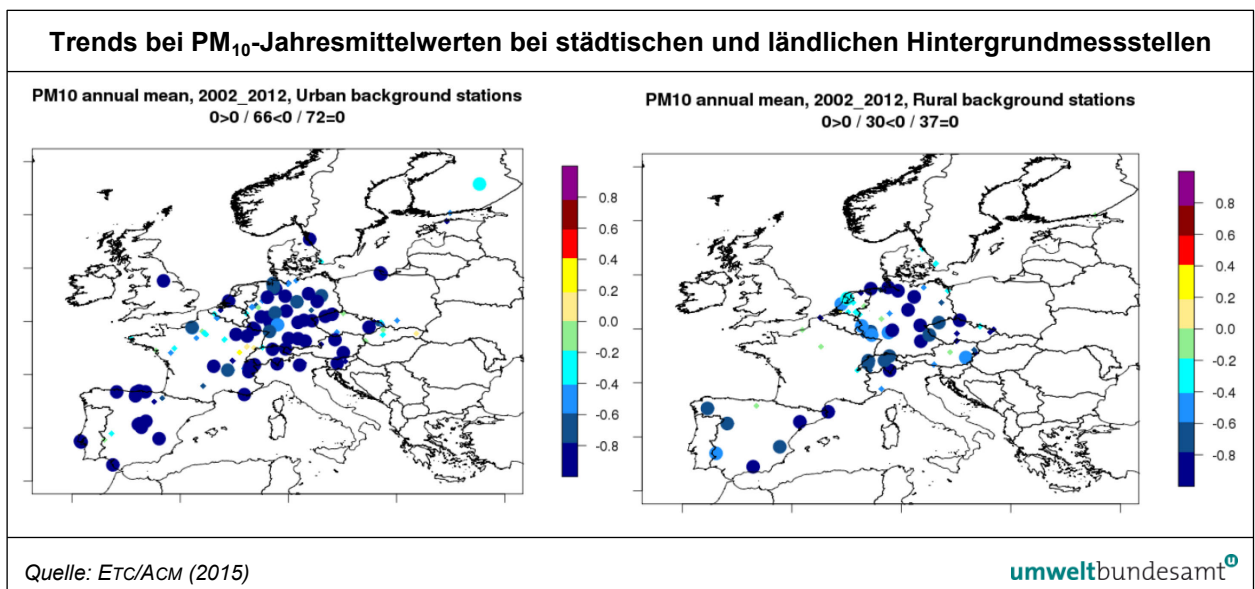 Trends bei PM₁₀-Jahresmittelwerten bei städtischen und ländlichen Hintergrundmessstellen
PM10 annual mean, 2002_2012, Urban background stations
0>0 / 66<0 / 72=0
0.8
0.6
0.4
0.2
0.0
-0.2
-0.4
-0.6
-0.8
PM10 annual mean, 2002_2012, Rural background stations
0>0 / 30<0 / 37=0
0.8
0.6
0.4
0.2
0.0
-0.2
-0.4
-0.6
-0.8
Quelle: ETC/ACM (2015)
umweltbundesamt u